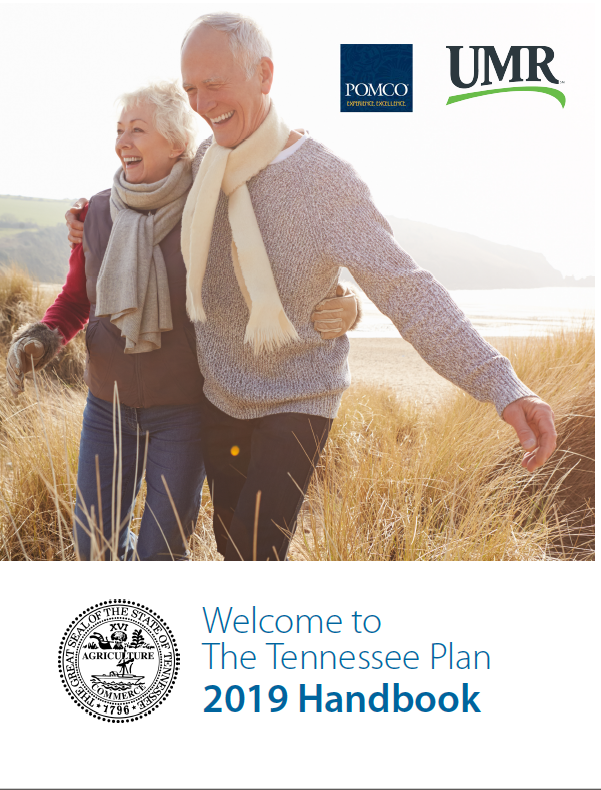 POMCO
EXPERIENCE. EXCELLENCE.
UMR
SM
THE GREAT SEAL OF THE STATE OF TENNESSEE
XVI
AGRICULTURE
COMMERCE
1796
Welcome to
The Tennessee Plan
2019 Handbook